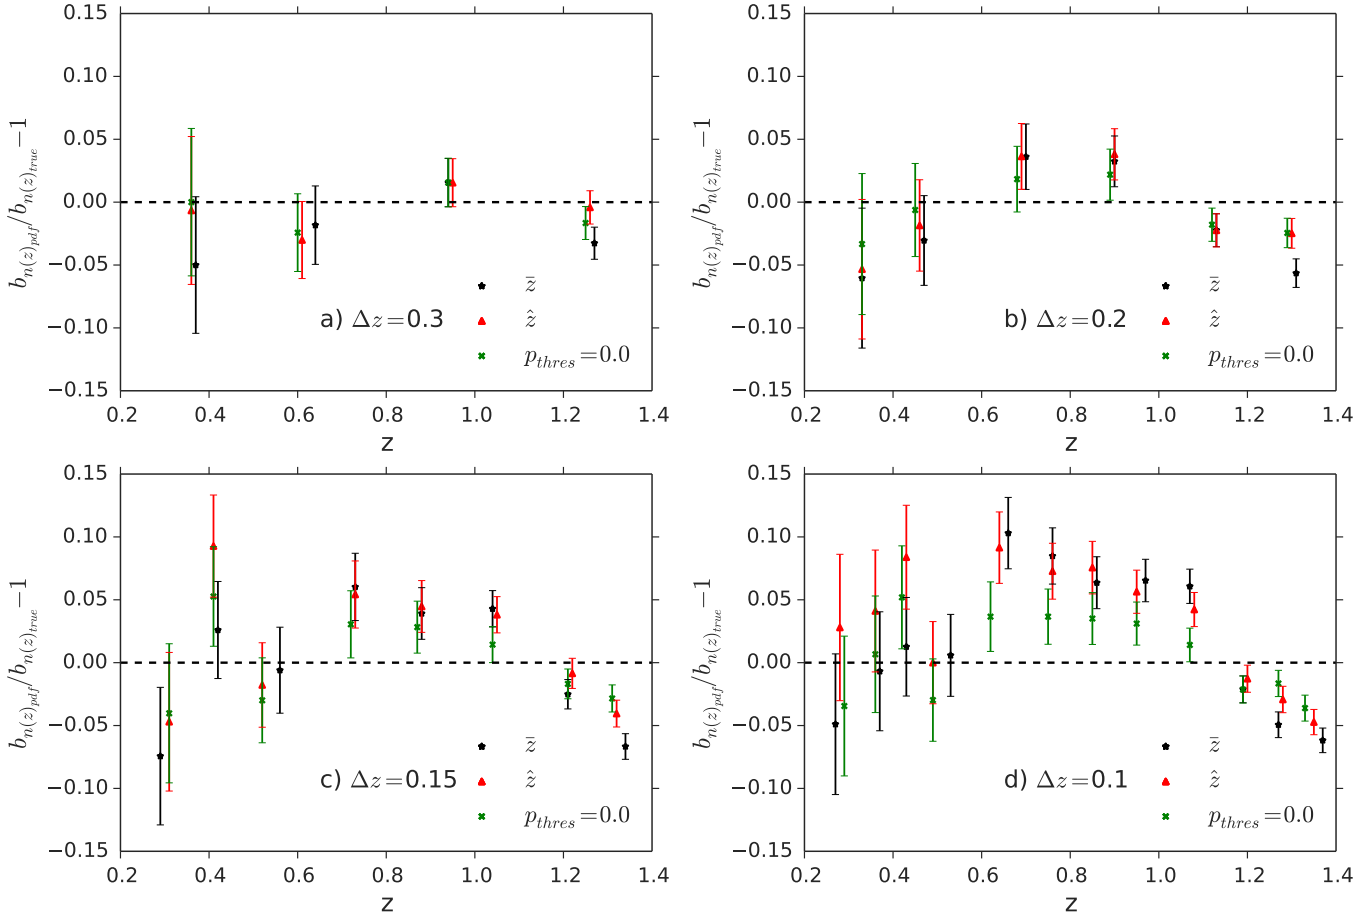 0.15
0.10
0.05
0.00
−0.05
−0.10
−0.15
0.2 0.4 0.6 0.8 1.0 1.2 1.4
z
b_{n(z)_{pdf}}/b_{n(z)_{true}}−1
a) Δz=0.3
z̄
ẑ
p_{thres}=0.0
0.15
0.10
0.05
0.00
−0.05
−0.10
−0.15
0.2 0.4 0.6 0.8 1.0 1.2 1.4
z
b_{n(z)_{pdf}}/b_{n(z)_{true}}−1
b) Δz=0.2
z̄
ẑ
p_{thres}=0.0
0.15
0.10
0.05
0.00
−0.05
−0.10
−0.15
0.2 0.4 0.6 0.8 1.0 1.2 1.4
z
b_{n(z)_{pdf}}/b_{n(z)_{true}}−1
c) Δz=0.15
z̄
ẑ
p_{thres}=0.0
0.15
0.10
0.05
0.00
−0.05
−0.10
−0.15
0.2 0.4 0.6 0.8 1.0 1.2 1.4
z
b_{n(z)_{pdf}}/b_{n(z)_{true}}−1
d) Δz=0.1
z̄
ẑ
p_{thres}=0.0